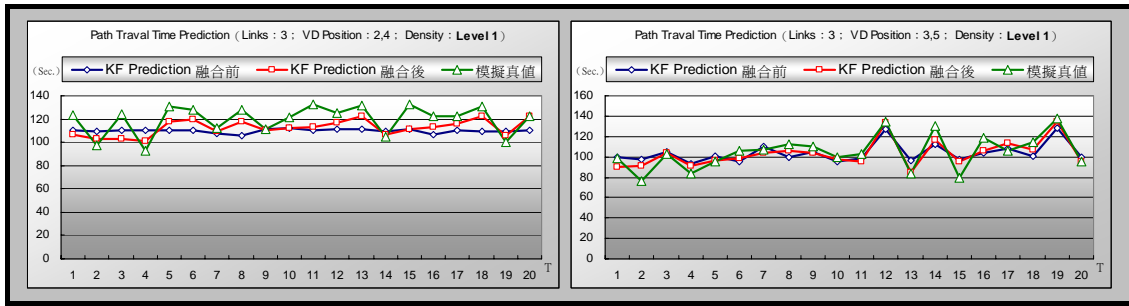 Path Traval Time Prediction（Links：3； VD Position：2,4； Density：Level 1）
(Sec.)
KF Prediction 融合前 KF Prediction 融合後 模擬真値
140
120
100
80
60
40
20
0
1 2 3 4 5 6 7 8 9 10 11 12 13 14 15 16 17 18 19 20 T
Path Traval Time Prediction（Links：3； VD Position：3,5； Density：Level 1）
(Sec.)
KF Prediction 融合前 KF Prediction 融合後 模擬真値
160
140
120
100
80
60
40
20
0
1 2 3 4 5 6 7 8 9 10 11 12 13 14 15 16 17 18 19 20 T